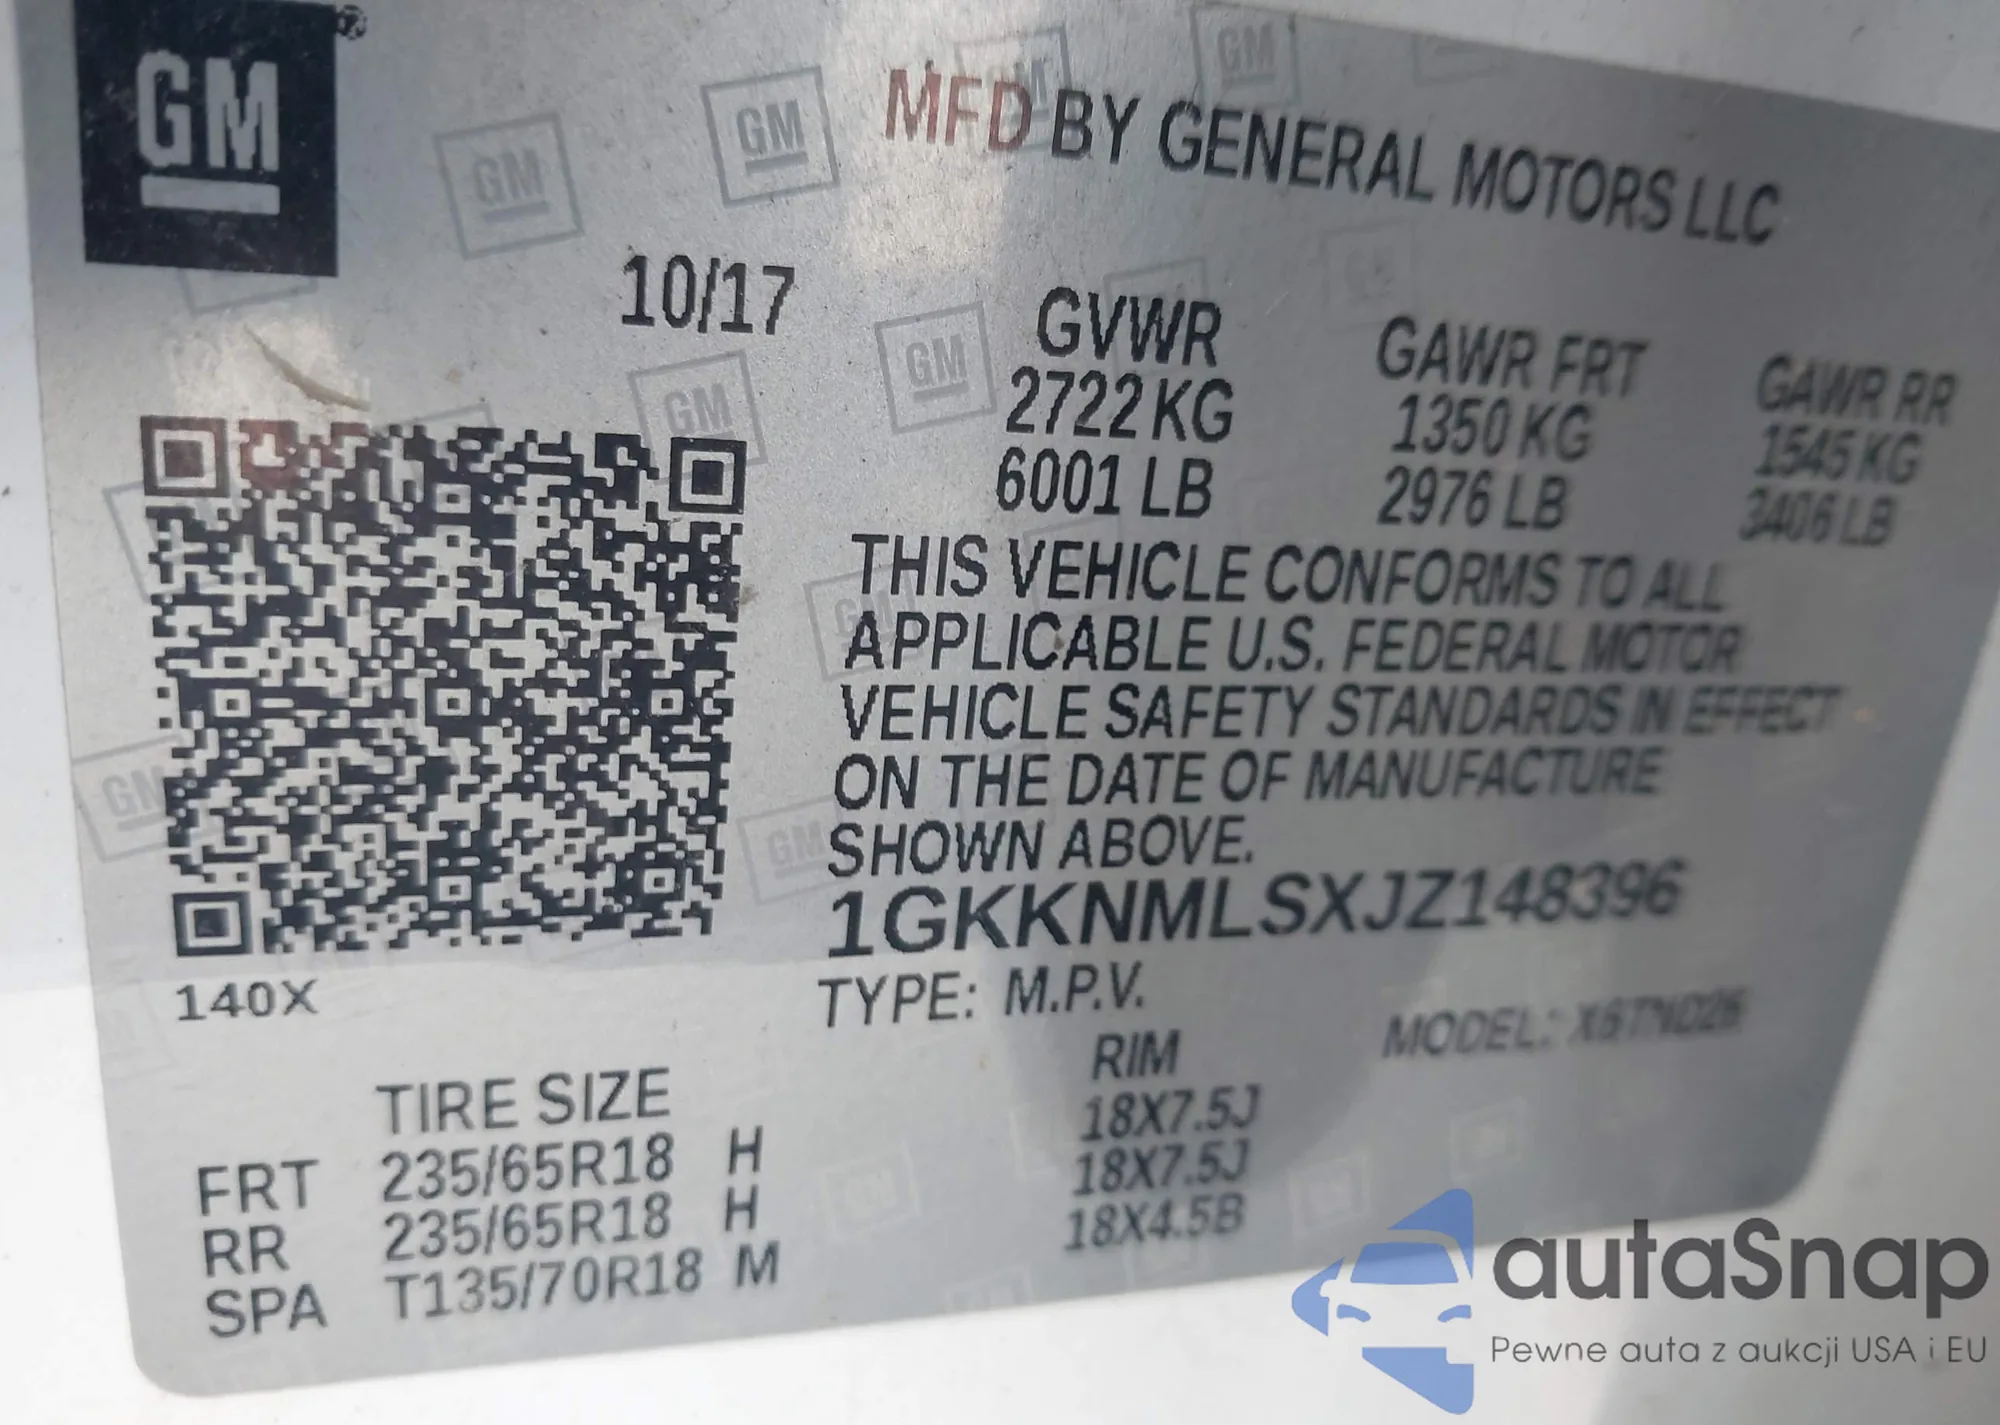 GM
MFD BY GENERAL MOTORS LLC
10/17
GVWR GAWR FRT GAWR RR
2722 KG 1350 KG 1545 KG
6001 LB 2976 LB 3406 LB
THIS VEHICLE CONFORMS TO ALL
APPLICABLE U.S. FEDERAL MOTOR
VEHICLE SAFETY STANDARDS IN EFFECT
ON THE DATE OF MANUFACTURE
SHOWN ABOVE.
1GKKNMLSXJZ148396
140X
TYPE: M.P.V. MODEL:
TIRE SIZE RIM
FRT 235/65R18 H 18X7.5J
RR 235/65R18 H 18X7.5J
SPA T135/70R18 M 18X4.5B
autaSnap
Pewne auta z aukcji USA i EU